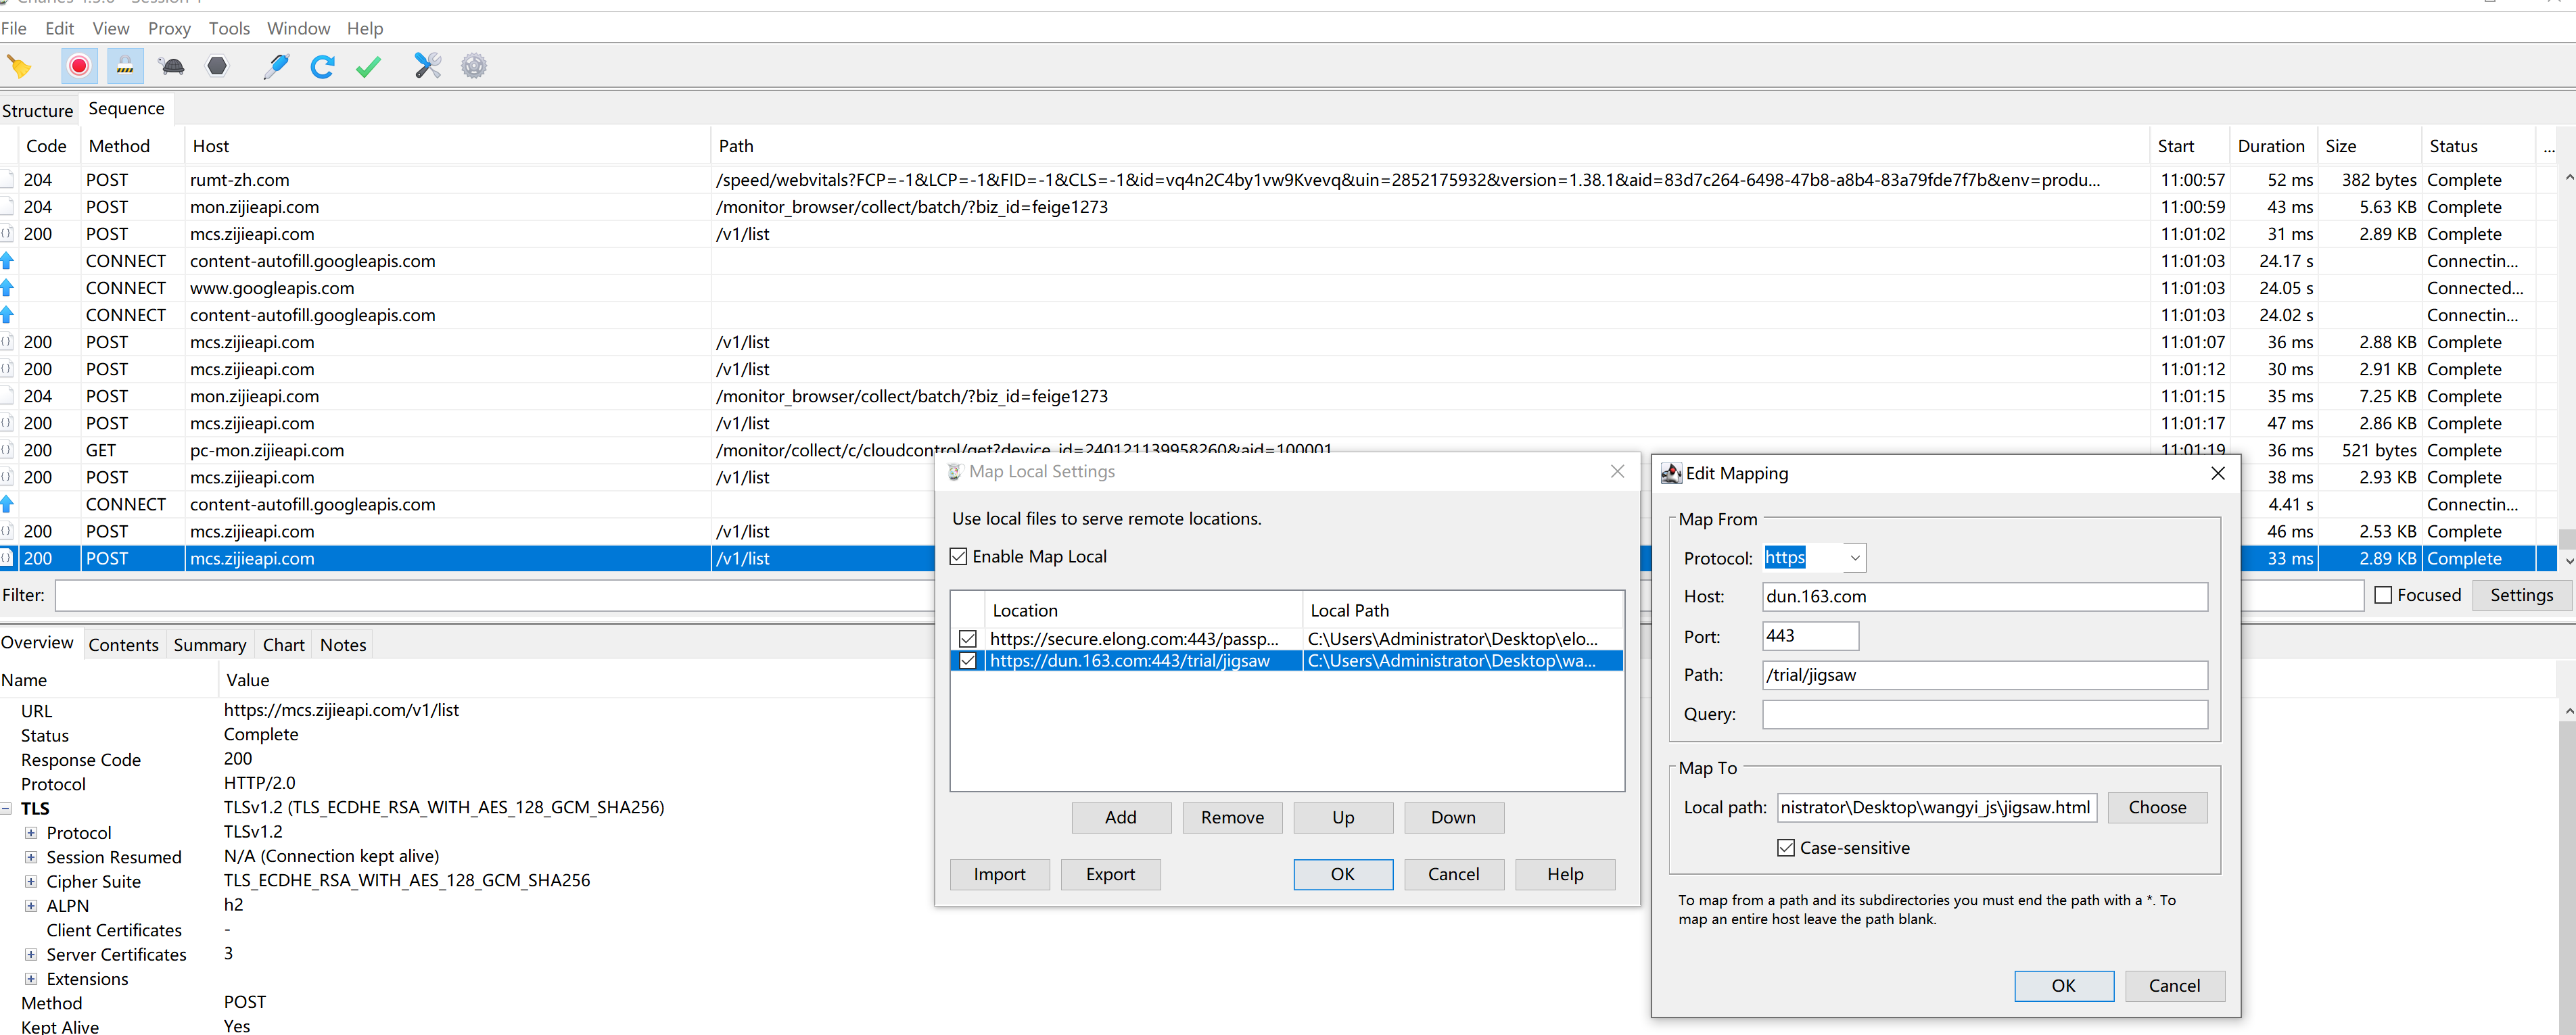 File Edit View Proxy Tools Window Help
Structure Sequence
Code Method Host Path Start Duration Size Status ...
204 POST rumt-zh.com /speed/webvitals?FCP=-1&LCP=-1&FID=-1&CLS=-1&id=vq4n2C4by1vw9Kvevq&uin=2852175932&version=1.38.1&aid=83d7c264-6498-47b8-a8b4-83a79fde7f7b&env=produ... 11:00:57 52 ms 382 bytes Complete
204 POST mon.zijieapi.com /monitor_browser/collect/batch/?biz_id=feige1273 11:00:59 43 ms 5.63 KB Complete
200 POST mcs.zijieapi.com /v1/list 11:01:02 31 ms 2.89 KB Complete
CONNECT content-autofill.googleapis.com 11:01:03 24.17 s Connectin...
CONNECT www.googleapis.com 11:01:03 24.05 s Connected...
CONNECT content-autofill.googleapis.com 11:01:03 24.02 s Connectin...
200 POST mcs.zijieapi.com /v1/list 11:01:07 36 ms 2.88 KB Complete
200 POST mcs.zijieapi.com /v1/list 11:01:12 30 ms 2.91 KB Complete
204 POST mon.zijieapi.com /monitor_browser/collect/batch/?biz_id=feige1273 11:01:15 35 ms 7.25 KB Complete
200 POST mcs.zijieapi.com /v1/list 11:01:17 47 ms 2.86 KB Complete
200 GET pc-mon.zijieapi.com /monitor/collect/c/cloudcontrol/get?device_id=240121139958260&aid=100001 11:01:19 36 ms 521 bytes Complete
200 POST mcs.zijieapi.com /v1/list 38 ms 2.93 KB Complete
CONNECT content-autofill.googleapis.com 4.41 s Connectin...
200 POST mcs.zijieapi.com /v1/list 46 ms 2.53 KB Complete
200 POST mcs.zijieapi.com /v1/list 33 ms 2.89 KB Complete
Filter: Focused Settings
Overview Contents Summary Chart Notes
Name Value
URL https://mcs.zijieapi.com/v1/list
Status Complete
Response Code 200
Protocol HTTP/2.0
TLS TLSv1.2 (TLS_ECDHE_RSA_WITH_AES_128_GCM_SHA256)
Protocol TLSv1.2
Session Resumed N/A (Connection kept alive)
Cipher Suite TLS_ECDHE_RSA_WITH_AES_128_GCM_SHA256
ALPN h2
Client Certificates -
Server Certificates 3
Extensions
Method POST
Kept Alive Yes
Map Local Settings
Use local files to serve remote locations.
Enable Map Local
Location Local Path
https://secure.elong.com:443/passp... C:\Users\Administrator\Desktop\elo...
https://dun.163.com:443/trial/jigsaw C:\Users\Administrator\Desktop\wa...
Add Remove Up Down
Import Export OK Cancel Help
Edit Mapping
Map From
Protocol: https
Host: dun.163.com
Port: 443
Path: /trial/jigsaw
Query:
Map To
Local path: nistrator\Desktop\wangyi_js\jigsaw.html Choose
Case-sensitive
To map from a path and its subdirectories you must end the path with a *. To
map an entire host leave the path blank.
OK Cancel